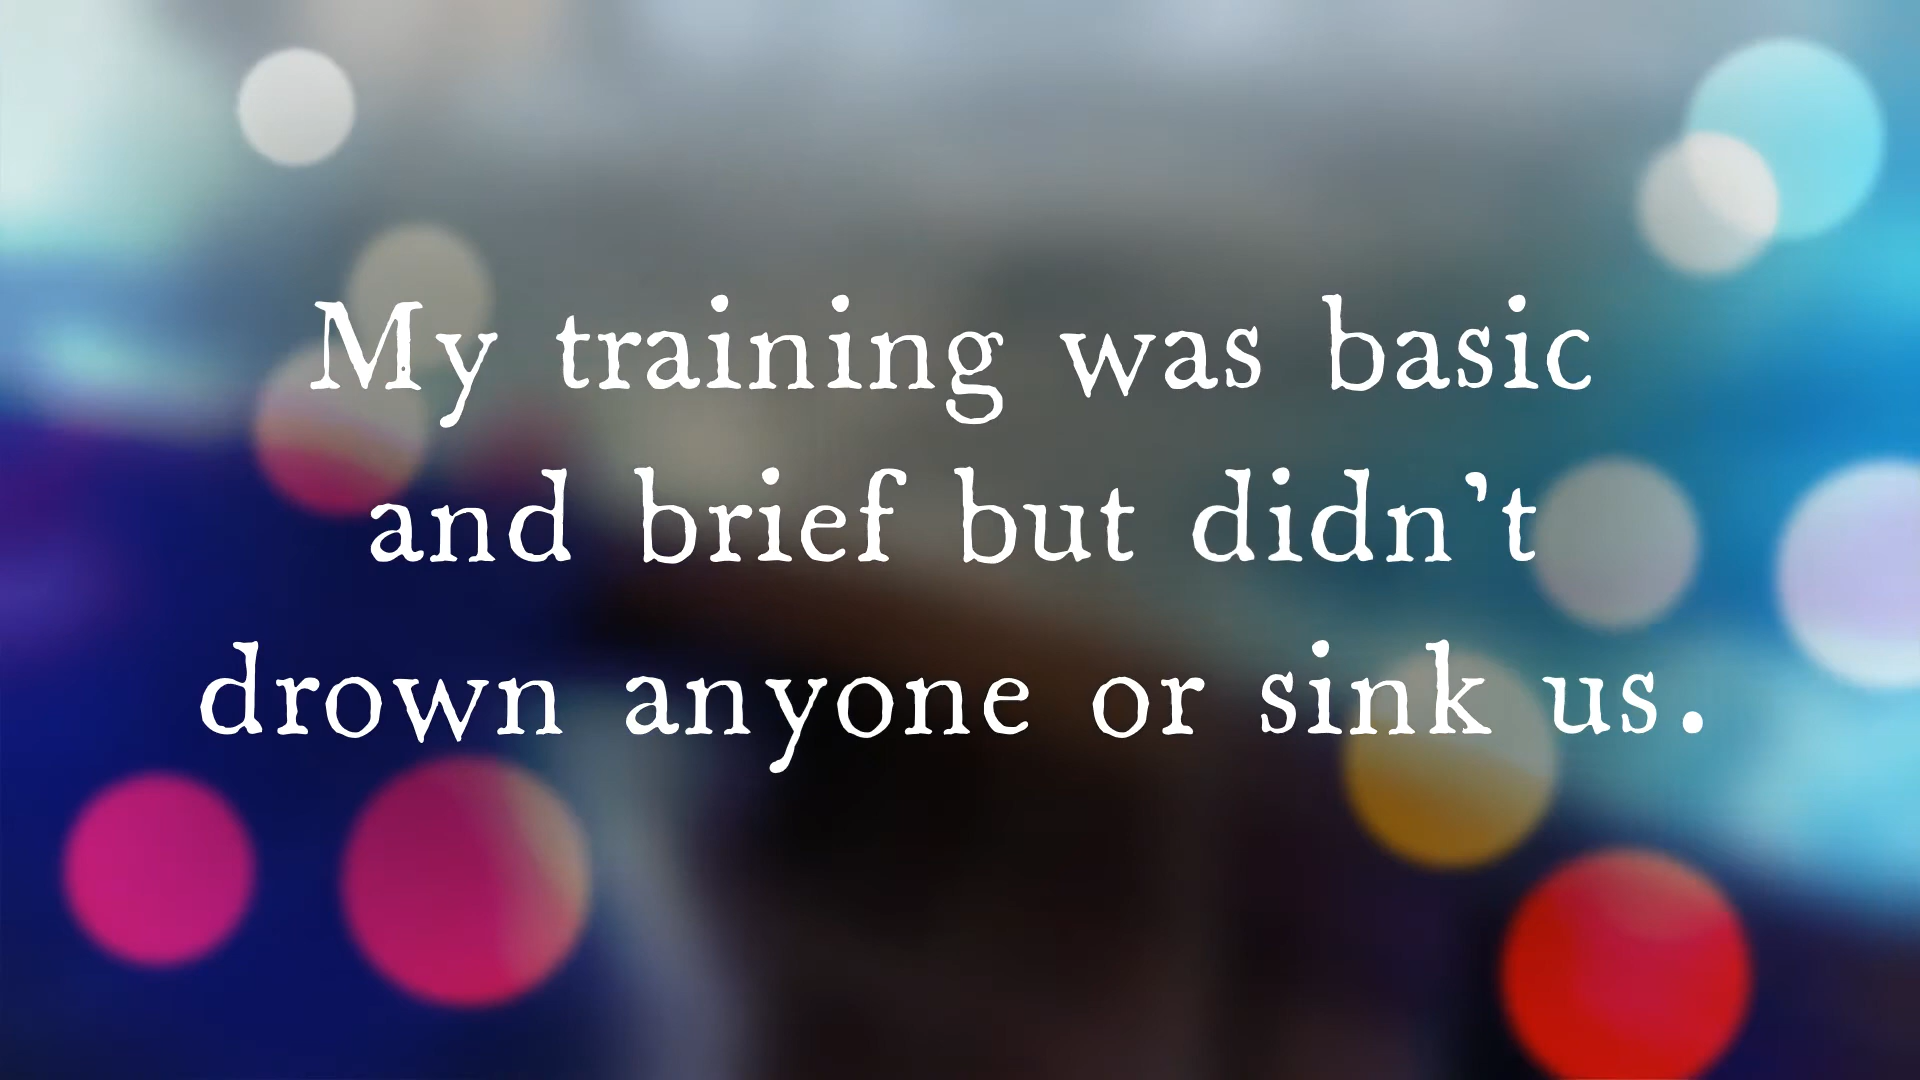 My training was basic
and brief but didn't
drown anyone or sink us.